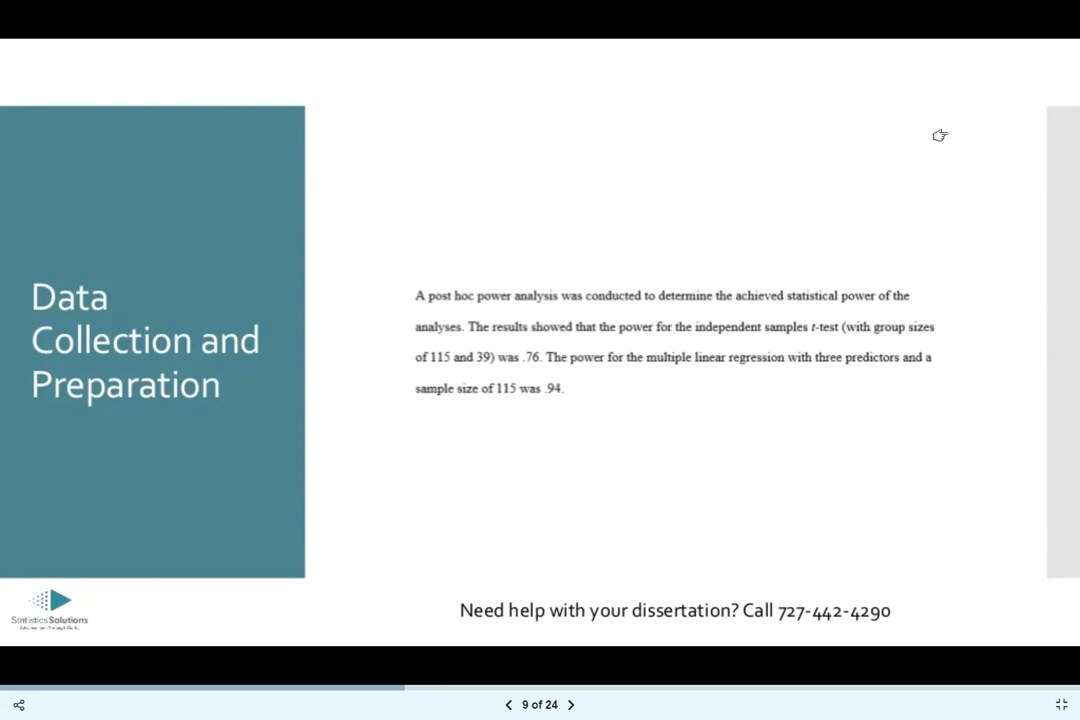 Data
Collection and
Preparation
A post hoc power analysis was conducted to determine the achieved statistical power of the
analyses. The results showed that the power for the independent samples t-test (with group sizes
of 115 and 39) was .76. The power for the multiple linear regression with three predictors and a
sample size of 115 was .94.
StatisticsSolutions
Need help with your dissertation? Call 727-442-4290
9 of 24